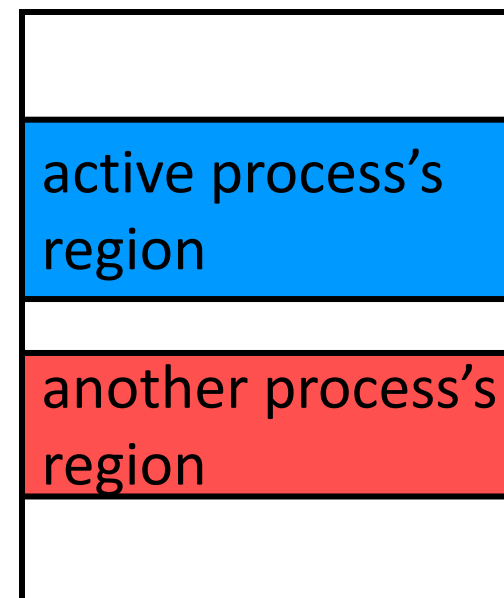 active process’s
region
another process’s
region